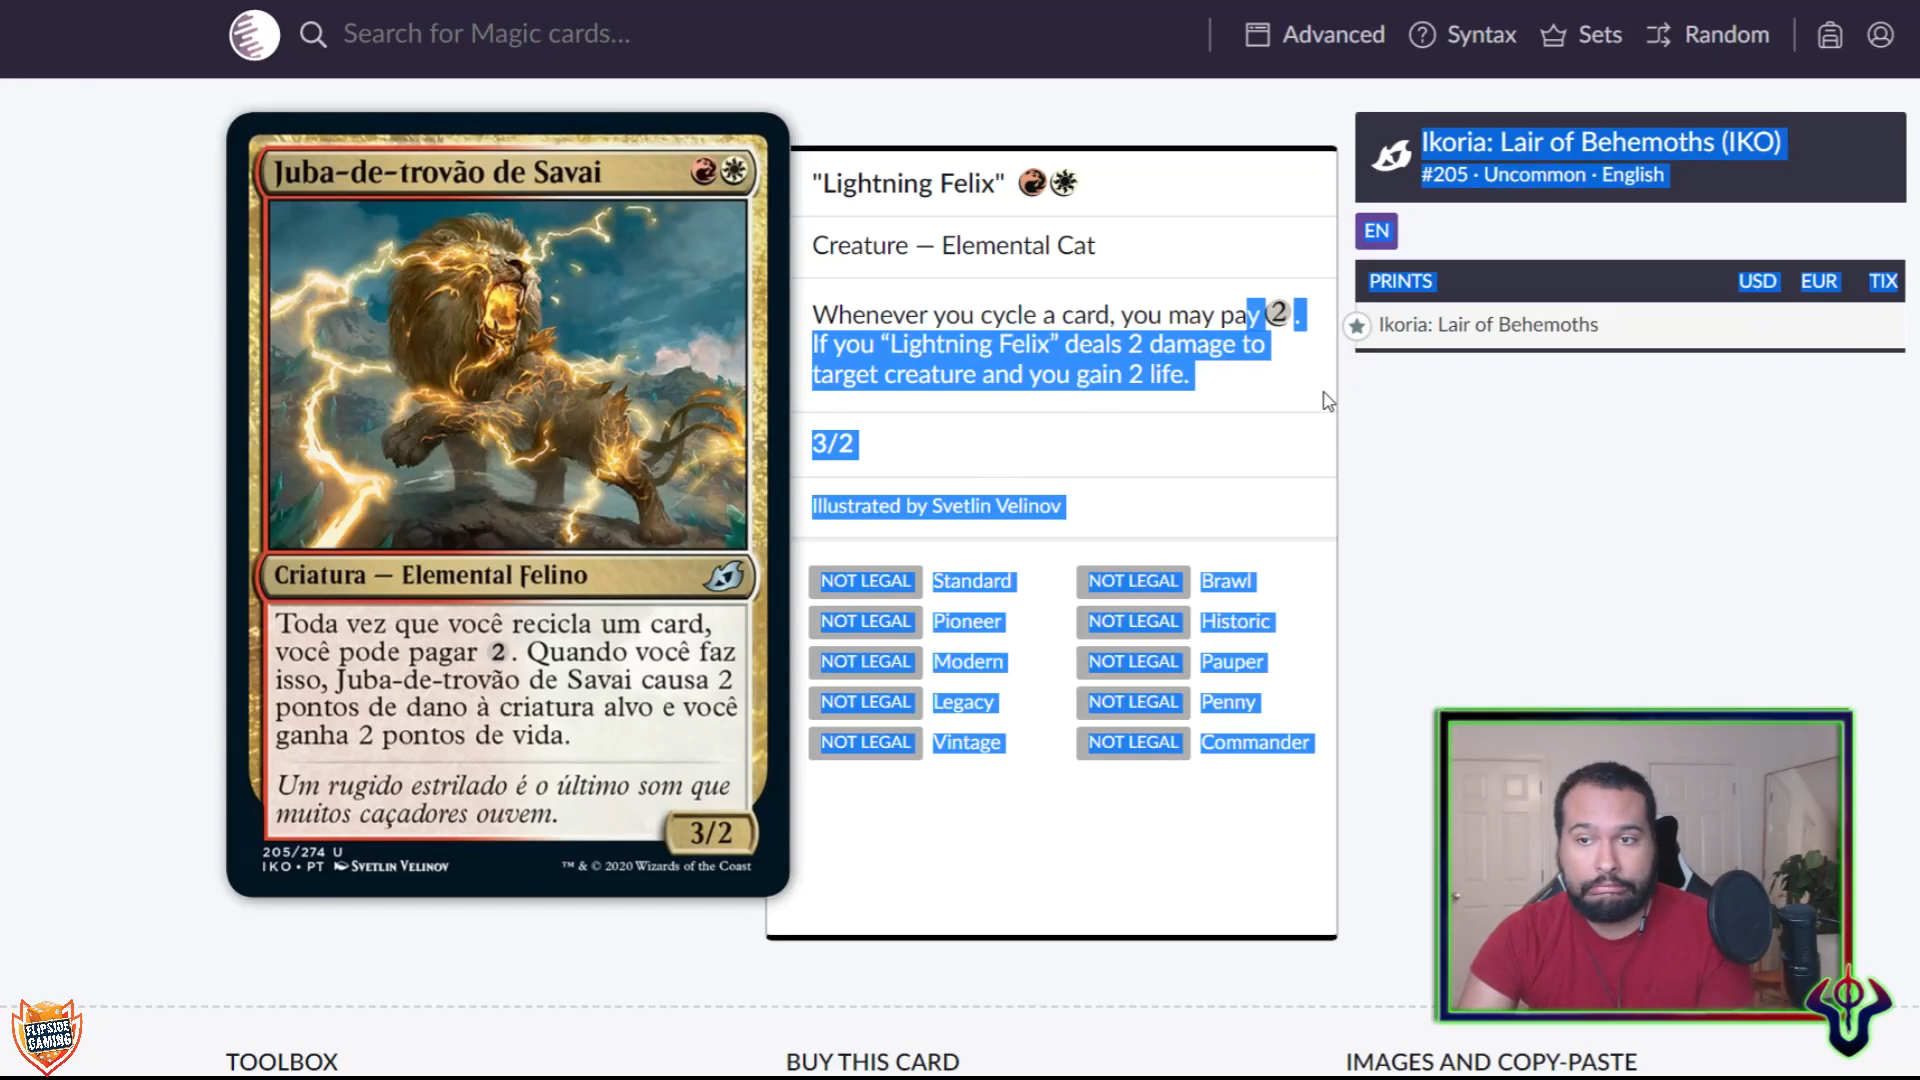 Search for Magic cards...
Advanced
Syntax
Sets
Random
Juba-de-trovão de Savai
Criatura — Elemental Felino
Toda vez que você recicla um card,
você pode pagar 2. Quando você faz
isso, Juba-de-trovão de Savai causa 2
pontos de dano à criatura alvo e você
ganha 2 pontos de vida.
Um rugido estrilado é o último som que
muitos caçadores ouvem.
3/2
205/274 U
IKO • PT SVETLIN VELINOV
™ & © 2020 Wizards of the Coast
"Lightning Felix"
Creature — Elemental Cat
Whenever you cycle a card, you may pay 2.
If you “Lightning Felix” deals 2 damage to
target creature and you gain 2 life.
3/2
Illustrated by Svetlin Velinov
NOT LEGAL Standard
NOT LEGAL Brawl
NOT LEGAL Pioneer
NOT LEGAL Historic
NOT LEGAL Modern
NOT LEGAL Pauper
NOT LEGAL Legacy
NOT LEGAL Penny
NOT LEGAL Vintage
NOT LEGAL Commander
Ikoria: Lair of Behemoths (IKO)
#205 · Uncommon · English
EN
PRINTS USD EUR TIX
Ikoria: Lair of Behemoths
FLIPSIDE
GAMING
TOOLBOX
BUY THIS CARD
IMAGES AND COPY-PASTE